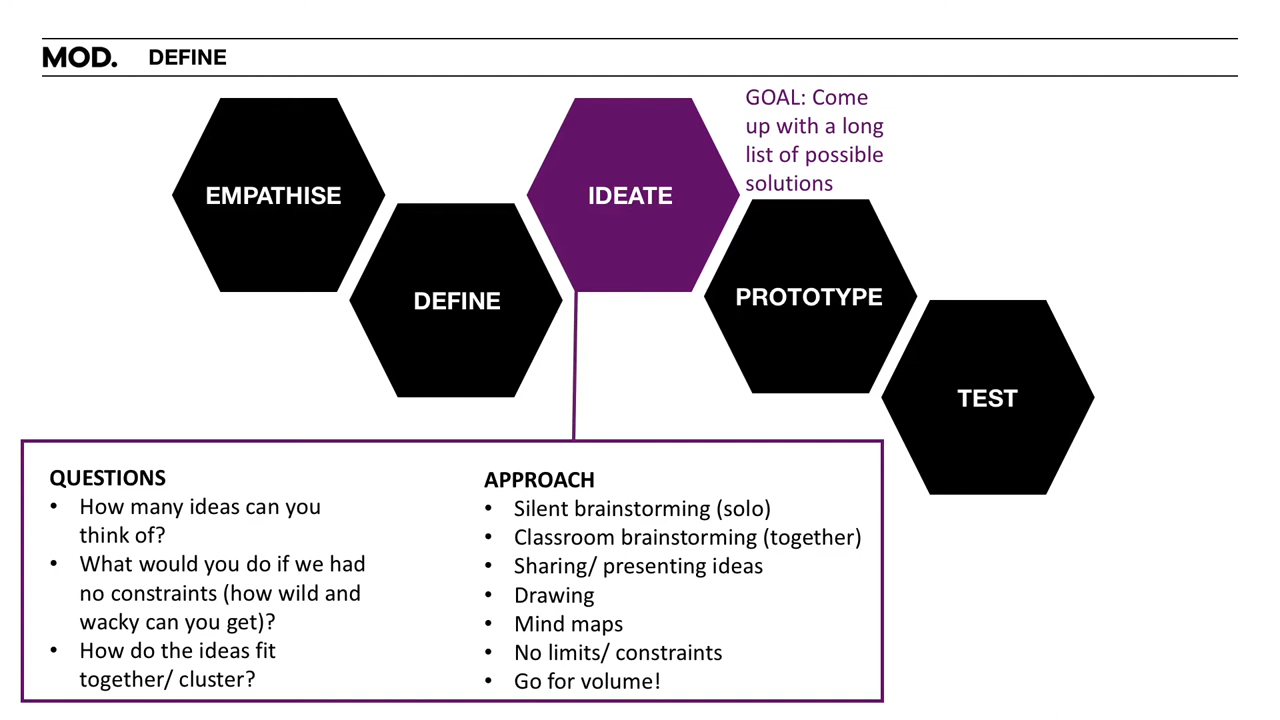 MOD. DEFINE
GOAL: Come
up with a long
list of possible
solutions
EMPATHISE
IDEATE
DEFINE
PROTOTYPE
TEST
QUESTIONS
• How many ideas can you
think of?
• What would you do if we had
no constraints (how wild and
wacky can you get)?
• How do the ideas fit
together/ cluster?
APPROACH
• Silent brainstorming (solo)
• Classroom brainstorming (together)
• Sharing/ presenting ideas
• Drawing
• Mind maps
• No limits/ constraints
• Go for volume!